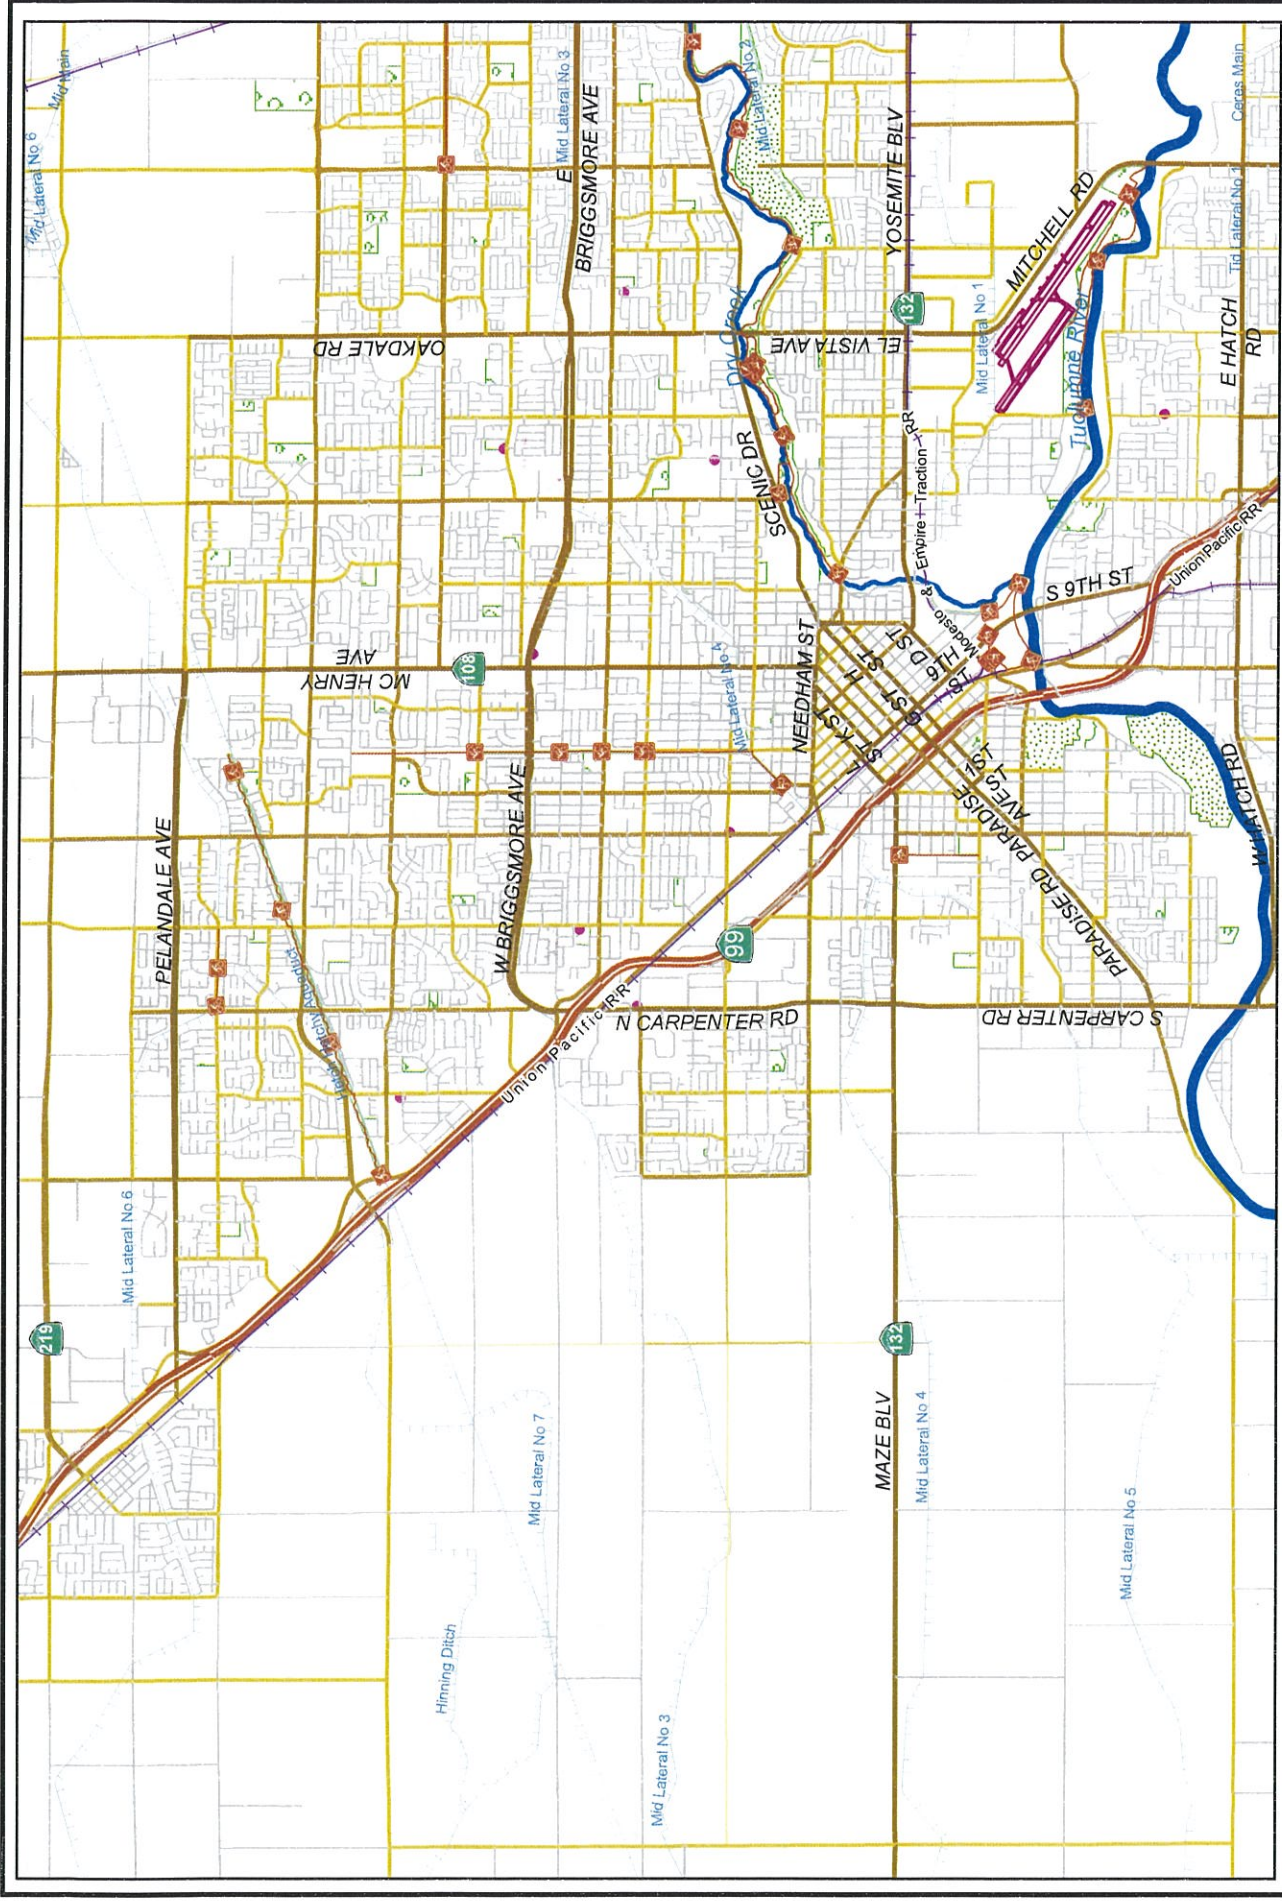 Mid Lateral No 6
Mid Main
E Mid Lateral No 3
BRIGGSMORE AVE
Mid Lateral No 2
YOSEMITE BLV
MITCHELL RD
Tid Lateral No 1
Ceres Main
OAKDALE RD
Dry Creek
EL VISTA AVE
132
Mid Lateral No 1
Tuolumne River
E HATCH
RD
SCENIC DR
Modesto & Empire Traction RR
Union Pacific RR
S 9TH ST
MC HENRY
AVE
108
Mid Lateral No 4
NEEDHAM ST
H ST
D ST
G ST
K ST
L ST
PELANDALE AVE
W BRIGGSMORE AVE
PARADISE
AVE
1ST
S
PARADISE RD
PARADISE
W HATCH RD
Hetch Hetchy Aqueduct
99
Union Pacific RR
N CARPENTER RD
S CARPENTER RD
219
Mid Lateral No 6
132
MAZE BLV
Mid Lateral No 7
Mid Lateral No 4
Mid Lateral No 5
Hinning Ditch
Mid Lateral No 3